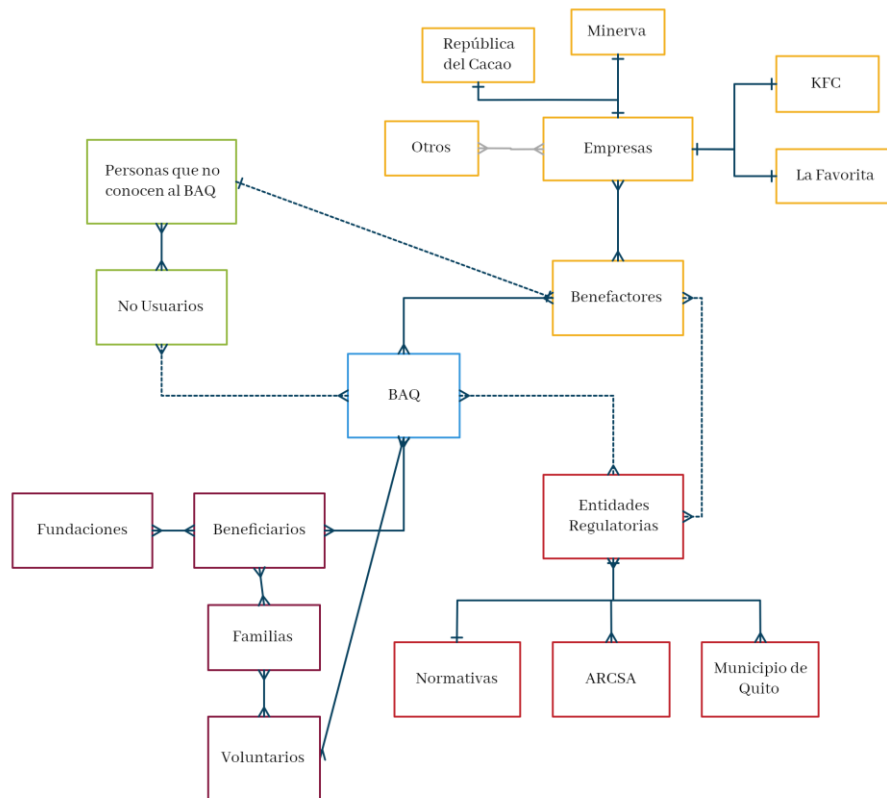 Minerva
República
del Cacao
KFC
Otros
Empresas
Personas que no
conocen al BAQ
La Favorita
No Usuarios
Benefactores
BAQ
Fundaciones
Beneficiarios
Entidades
Regulatorias
Familias
Normativas
ARCSA
Municipio de
Quito
Voluntarios